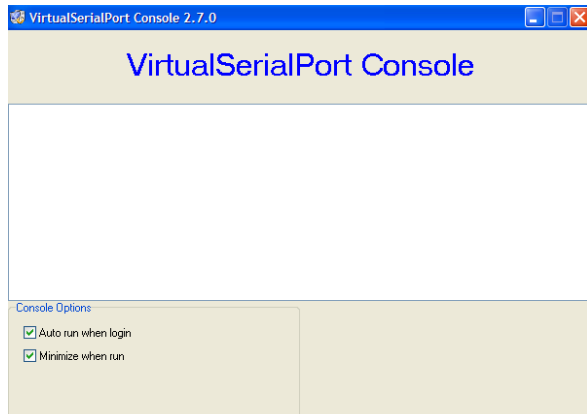 VirtualSerialPort Console 2.7.0
VirtualSerialPort Console
Console Options
Auto run when login
Minimize when run